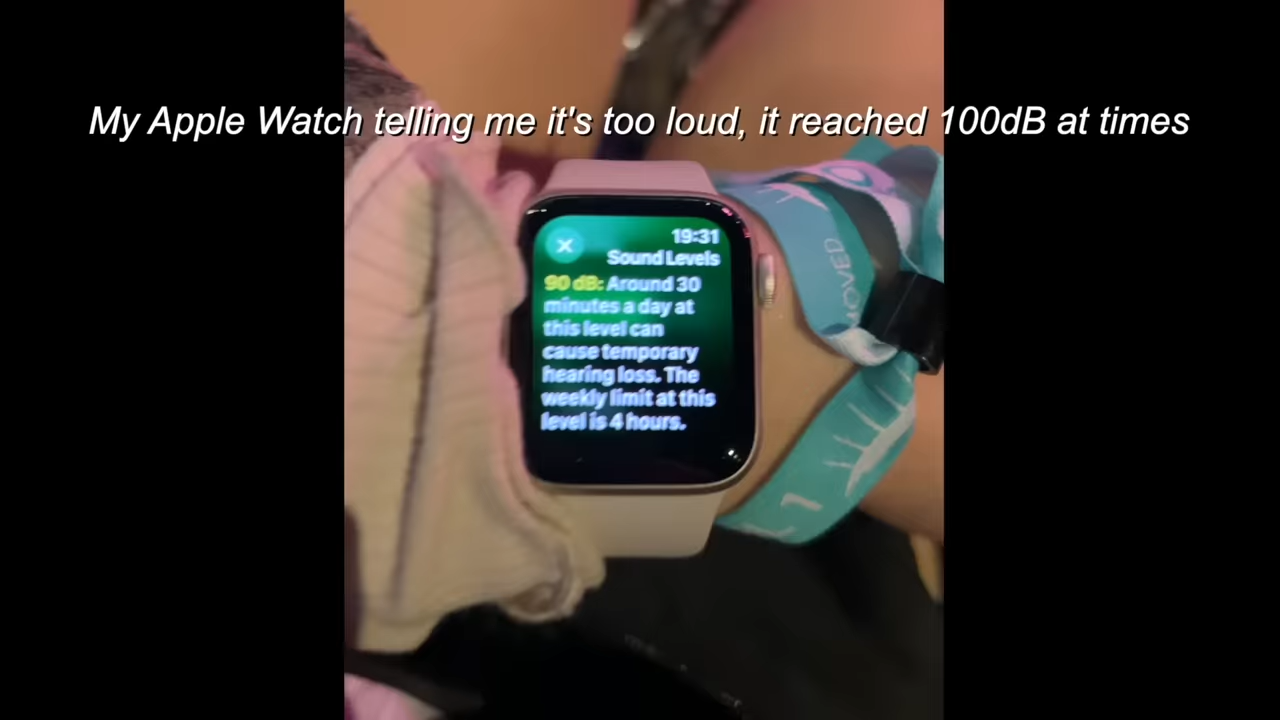 My Apple Watch telling me it's too loud, it reached 100dB at times
19:31
Sound Levels
90 dB: Around 30
minutes a day at
this level can
cause temporary
hearing loss. The
weekly limit at this
level is 4 hours.